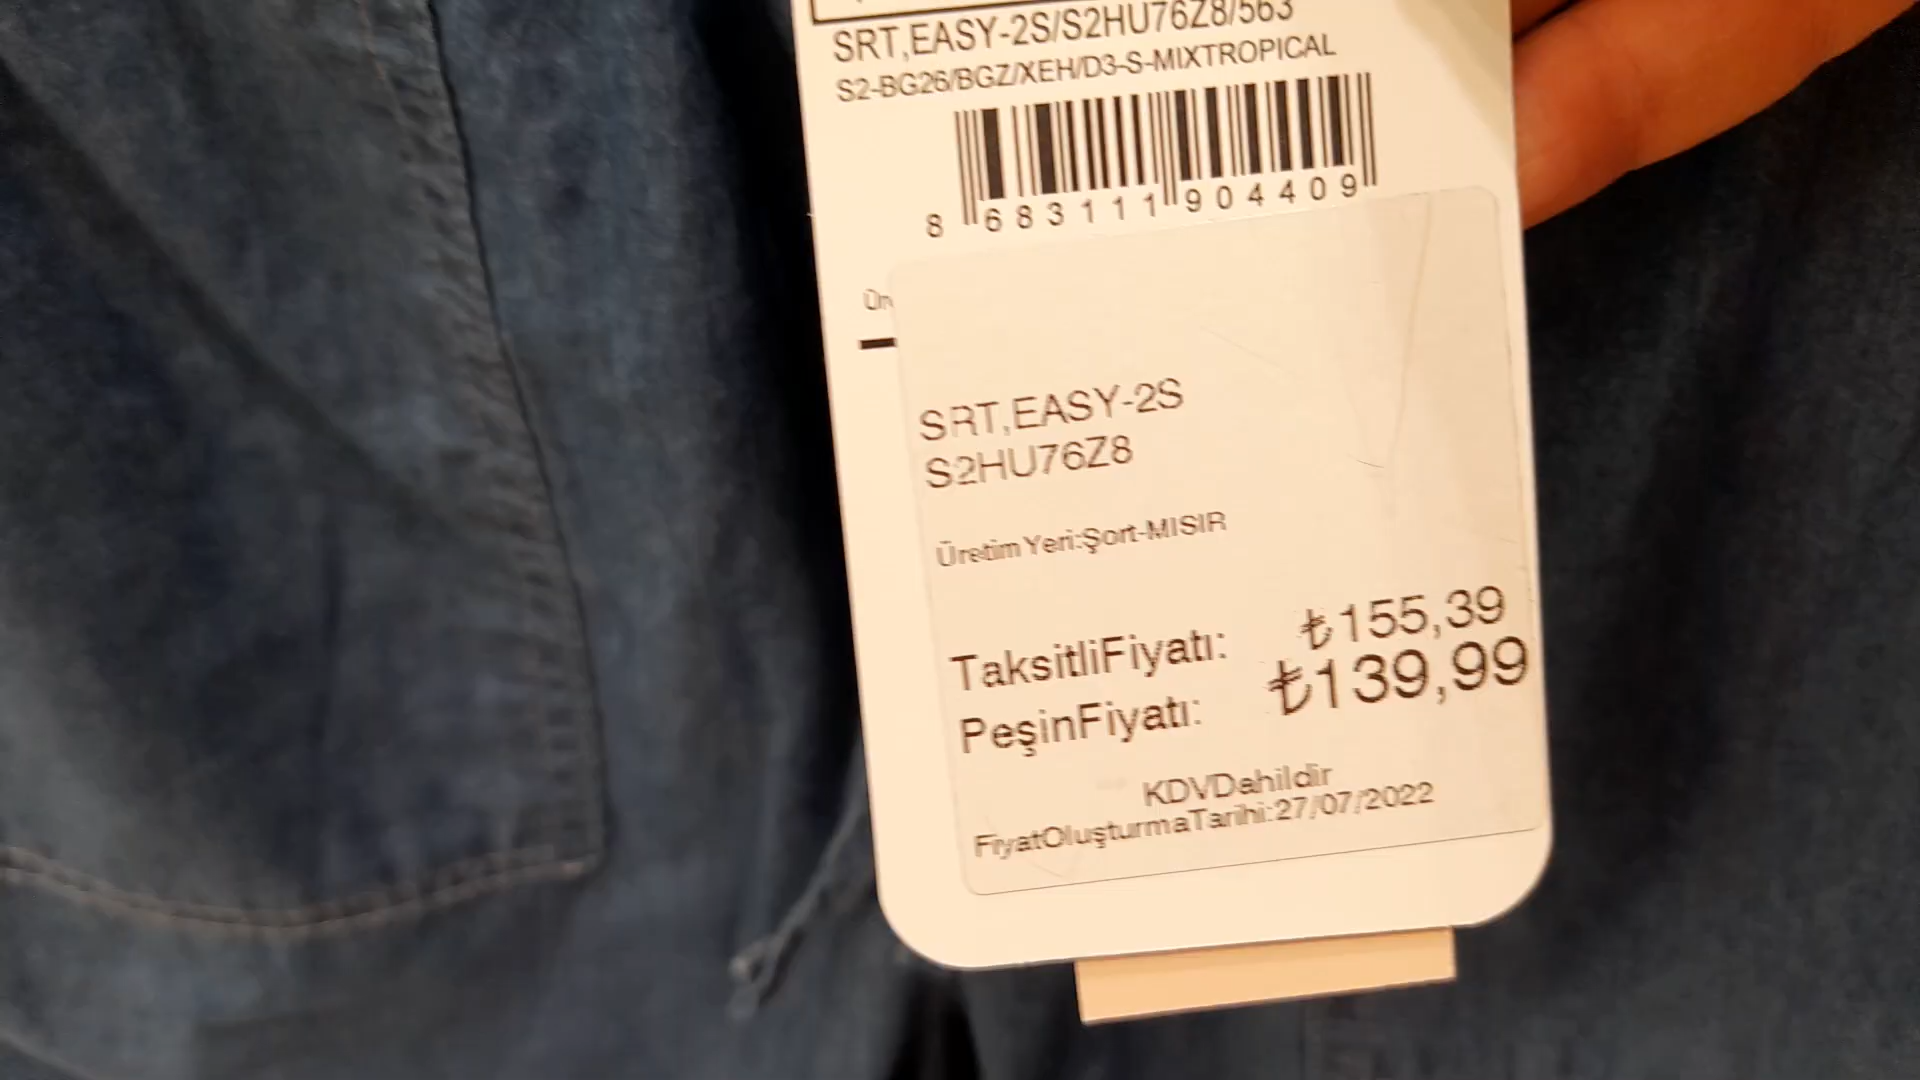 SRT,EASY-2S/S2HU76Z8/563
S2-BG26/BGZ/XEH/D3-S-MIXTROPICAL
8 683111 904409
Ür
SRT,EASY-2S
S2HU76Z8
Üretim Yeri:Şort-MISIR
TaksitliFiyatı: ₺155,39
PeşinFiyatı: ₺139,99
KDVDahildir
FiyatOluşturmaTarihi:27/07/2022